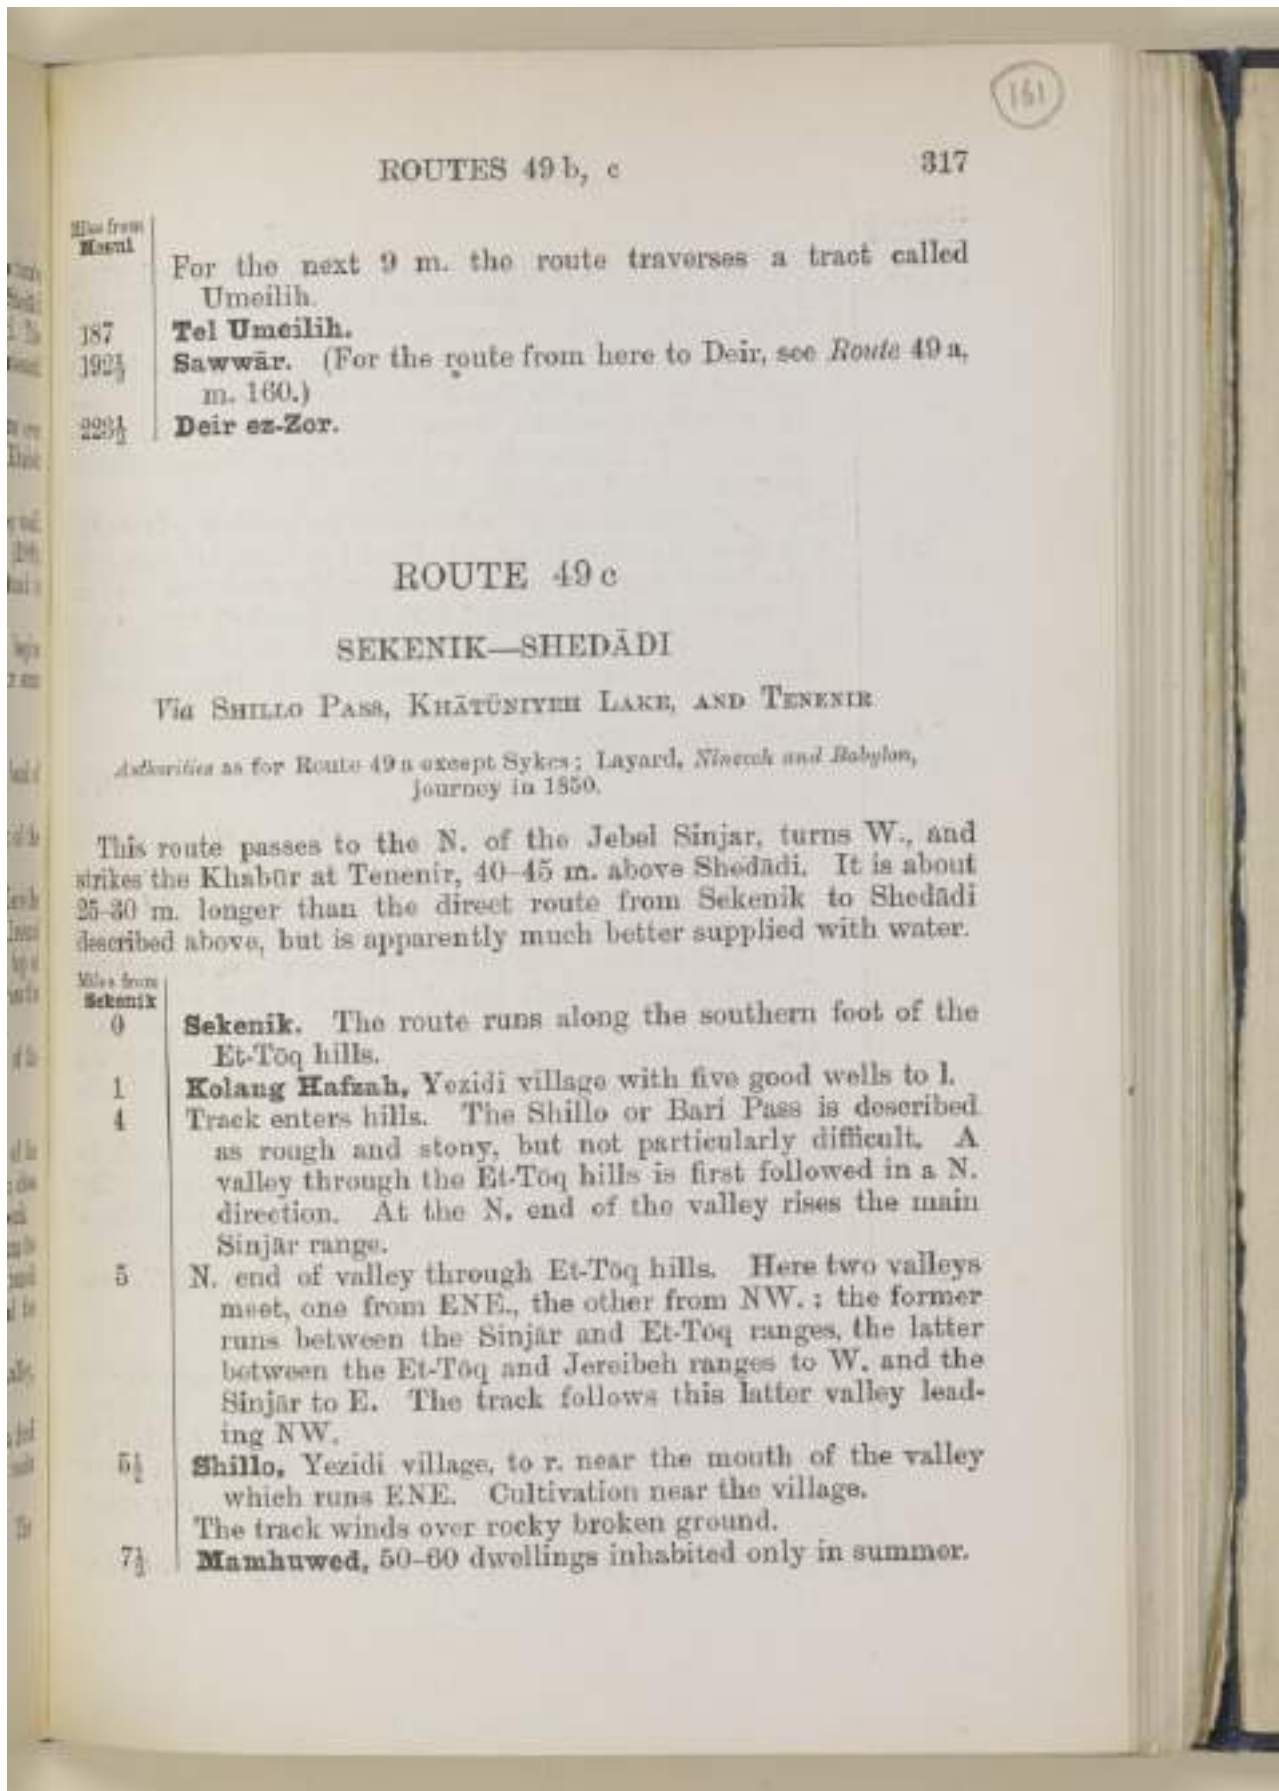 161
ROUTES 49 b, c 317
Miles from
Mosul
For the next 9 m. the route traverses a tract called
Umeilih.
187 Tel Umeilih.
192½ Sawwār. (For the route from here to Deir, see Route 49 a,
m. 160.)
223½ Deir ez-Zor.
ROUTE 49 c
SEKENIK—SHEDĀDI
Via SHILLO PASS, KHĀTŪNIYEH LAKE, AND TENENIR
Authorities as for Route 49 a except Sykes; Layard, Nineveh and Babylon,
journey in 1850.
This route passes to the N. of the Jebel Sinjar, turns W., and
strikes the Khabūr at Tenenir, 40–45 m. above Shedādi. It is about
25–30 m. longer than the direct route from Sekenik to Shedādi
described above, but is apparently much better supplied with water.
Miles from
Sekenik
0 Sekenik. The route runs along the southern foot of the
Et-Tōq hills.
1 Kolang Hafzah, Yezidi village with five good wells to l.
4 Track enters hills. The Shillo or Bari Pass is described
as rough and stony, but not particularly difficult. A
valley through the Et-Tōq hills is first followed in a N.
direction. At the N. end of the valley rises the main
Sinjār range.
5 N. end of valley through Et-Tōq hills. Here two valleys
meet, one from ENE., the other from NW.: the former
runs between the Sinjār and Et-Tōq ranges, the latter
between the Et-Tōq and Jereibeh ranges to W. and the
Sinjār to E. The track follows this latter valley lead-
ing NW.
5½ Shillo, Yezidi village, to r. near the mouth of the valley
which runs ENE. Cultivation near the village.
The track winds over rocky broken ground.
7½ Mamhuwed, 50–60 dwellings inhabited only in summer.